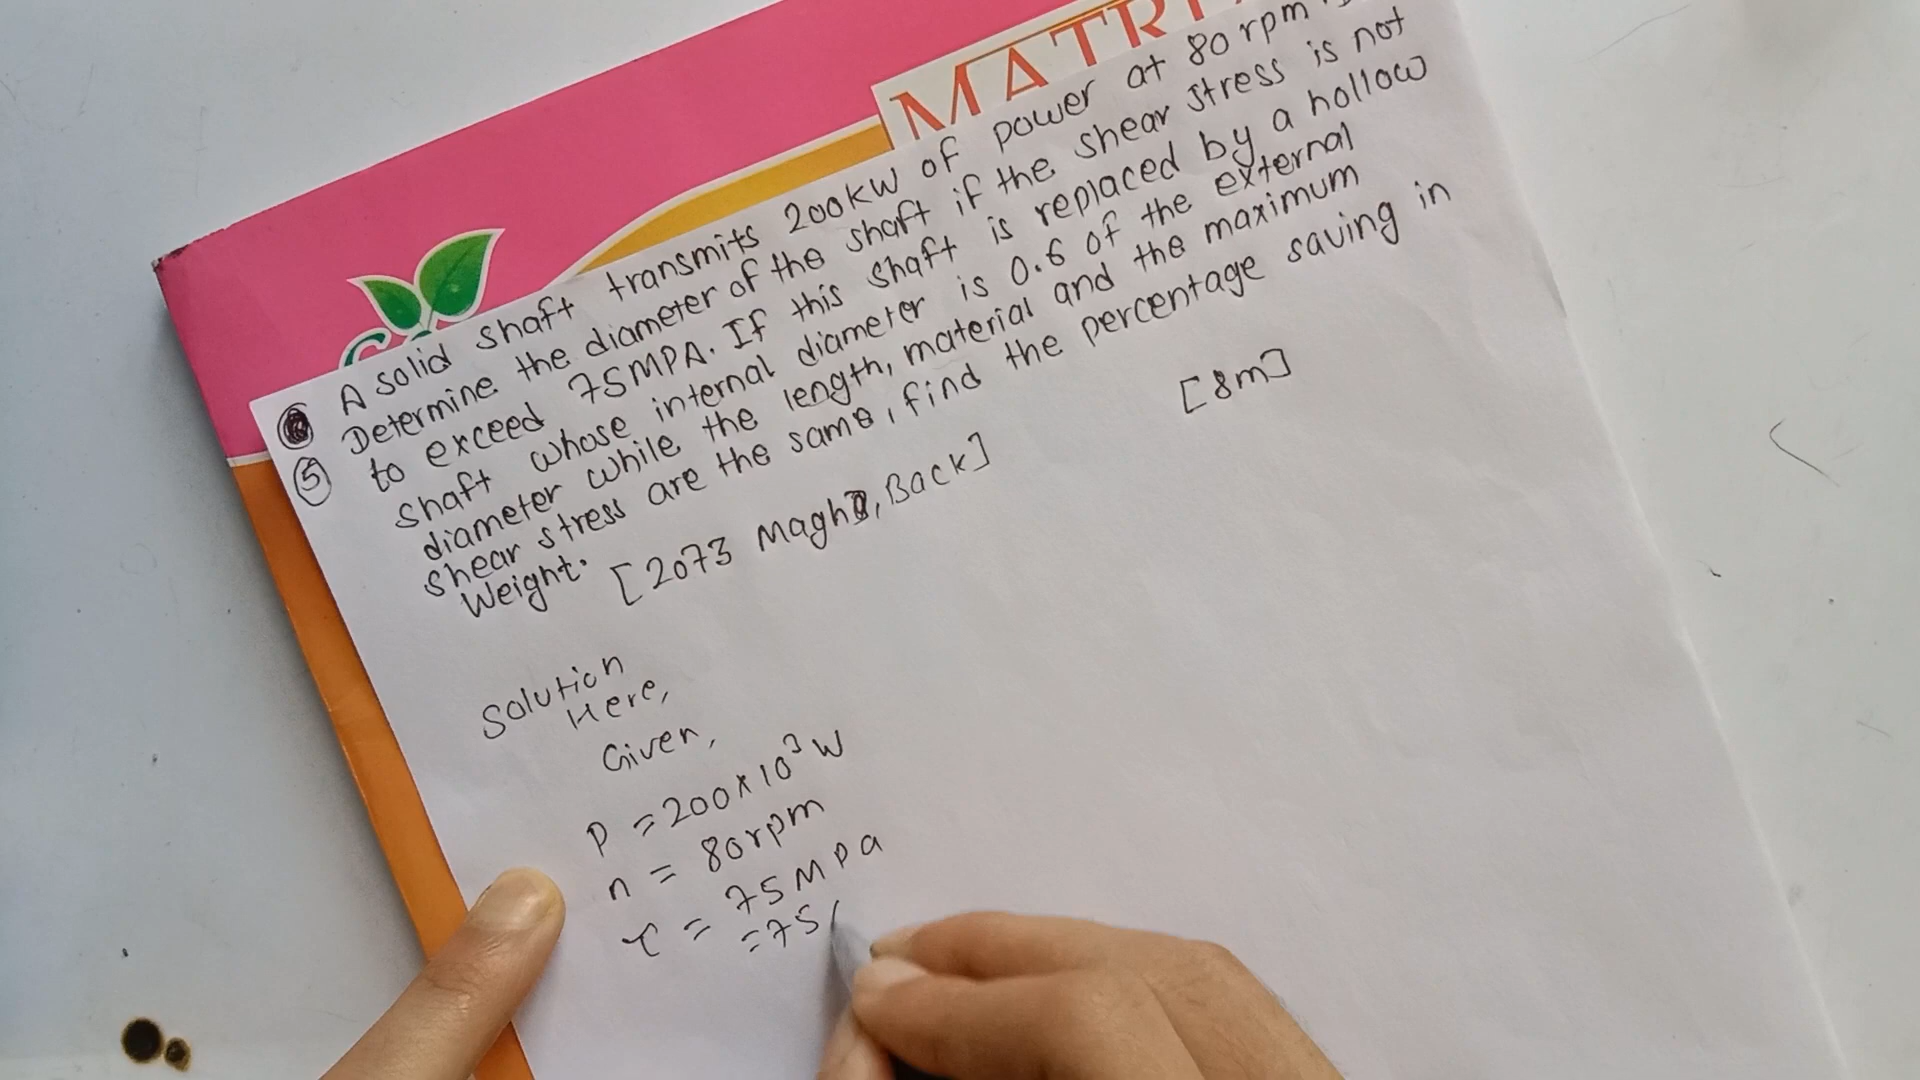 MATR
A solid shaft transmits 200kW of power at 80rpm.
Determine the diameter of the shaft if the shear stress is not
⑤ to exceed 75MPA. If this shaft is replaced by a hollow
shaft whose internal diameter is 0.6 of the external
diameter while the length, material and the maximum
shear stress are the same, find the percentage saving in
Weight. [2073 Magh, Back] [8m]
Solution
Here,
Given,
P = 200×10³ W
n = 80rpm
τ = 75MPa
= 75